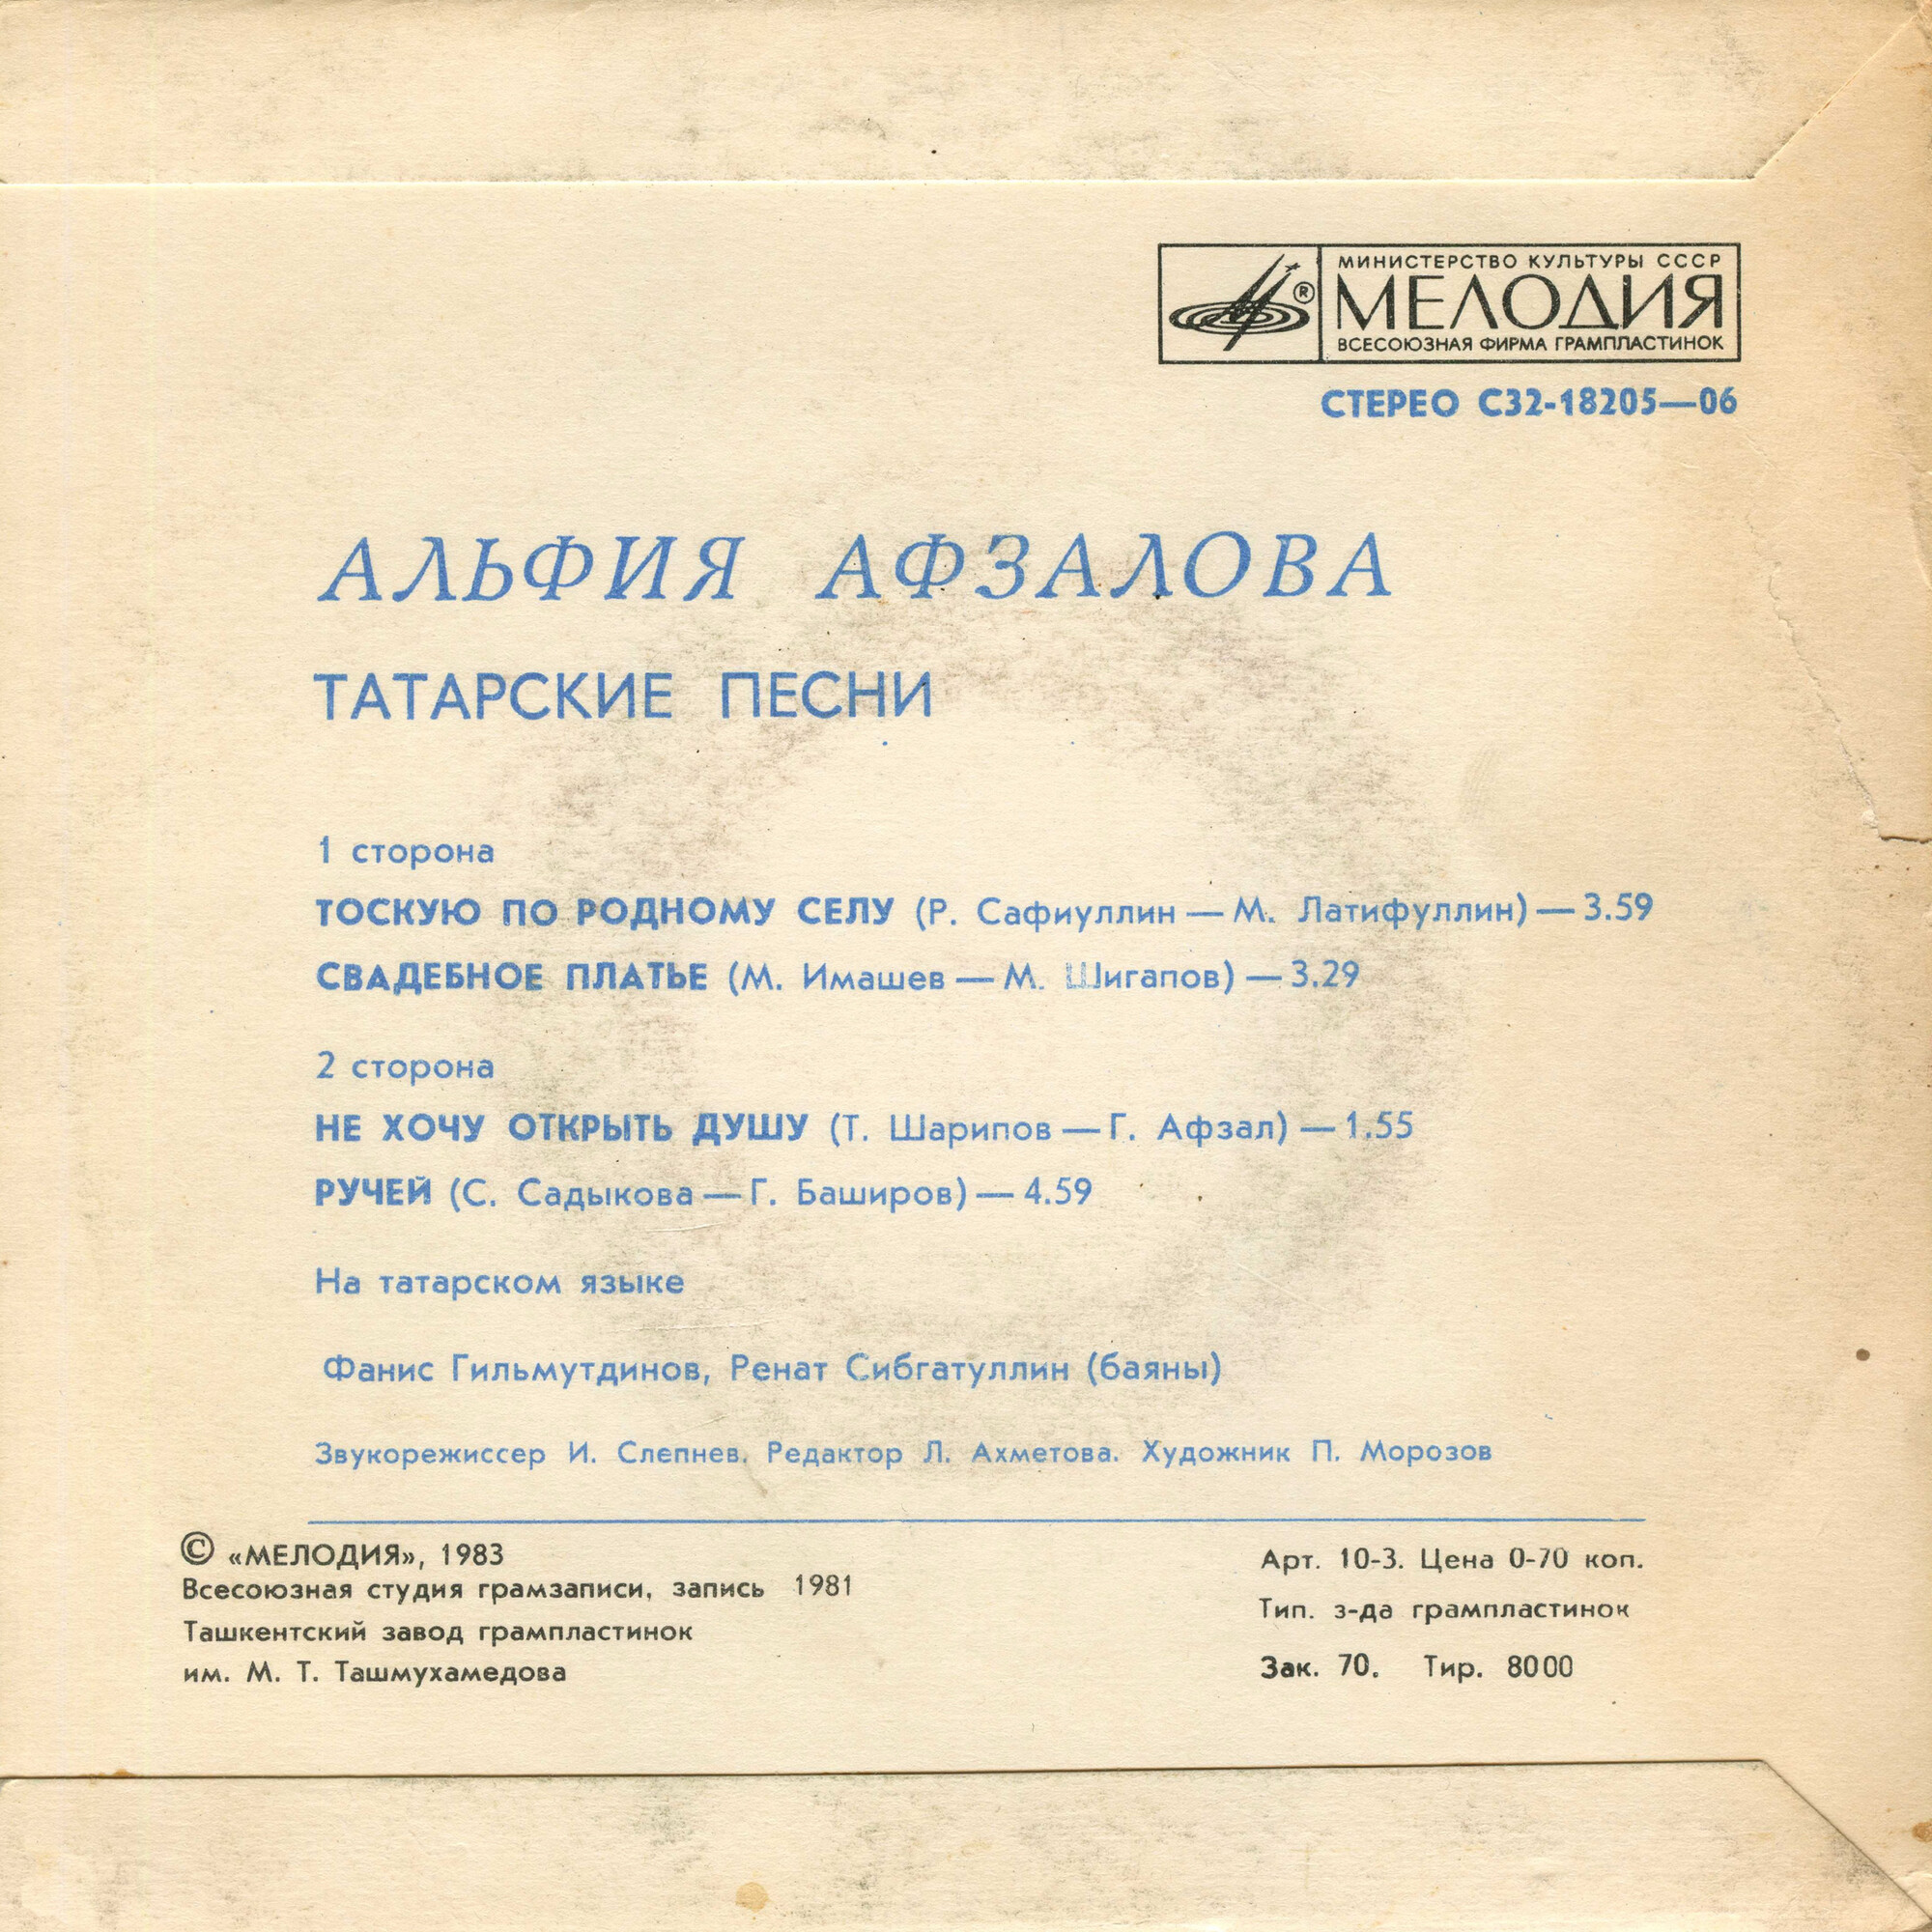 МИНИСТЕРСТВО КУЛЬТУРЫ СССР
МЕЛОДИЯ
ВСЕСОЮЗНАЯ ФИРМА ГРАМПЛАСТИНОК
®
СТЕРЕО С32-18205—06
АЛЬФИЯ АФЗАЛОВА
ТАТАРСКИЕ ПЕСНИ
1 сторона
ТОСКУЮ ПО РОДНОМУ СЕЛУ (Р. Сафиуллин — М. Латифуллин) — 3.59
СВАДЕБНОЕ ПЛАТЬЕ (М. Имашев — М. Шигапов) — 3.29
2 сторона
НЕ ХОЧУ ОТКРЫТЬ ДУШУ (Т. Шарипов — Г. Афзал) — 1.55
РУЧЕЙ (С. Садыкова — Г. Баширов) — 4.59
На татарском языке
Фанис Гильмутдинов, Ренат Сибгатуллин (баяны)
Звукорежиссер И. Слепнев. Редактор Л. Ахметова. Художник П. Морозов
© «МЕЛОДИЯ», 1983
Всесоюзная студия грамзаписи, запись 1981
Ташкентский завод грампластинок
им. М. Т. Ташмухамедова
Арт. 10-3. Цена 0-70 коп.
Тип. з-да грампластинок
Зак. 70. Тир. 8000